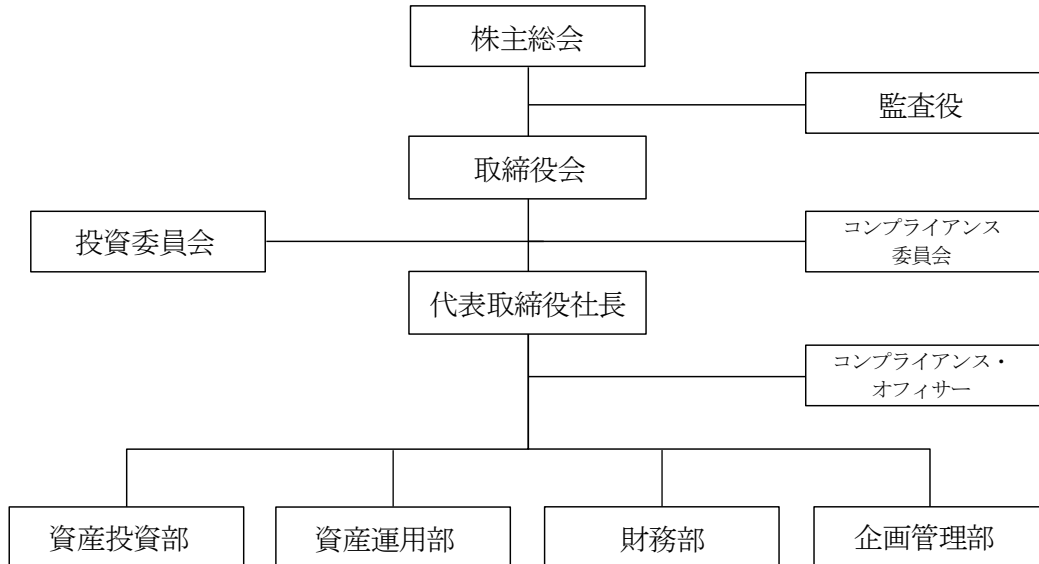 株主総会
監査役
取締役会
投資委員会
コンプライアンス
委員会
代表取締役社長
コンプライアンス・
オフィサー
資産投資部
資産運用部
財務部
企画管理部